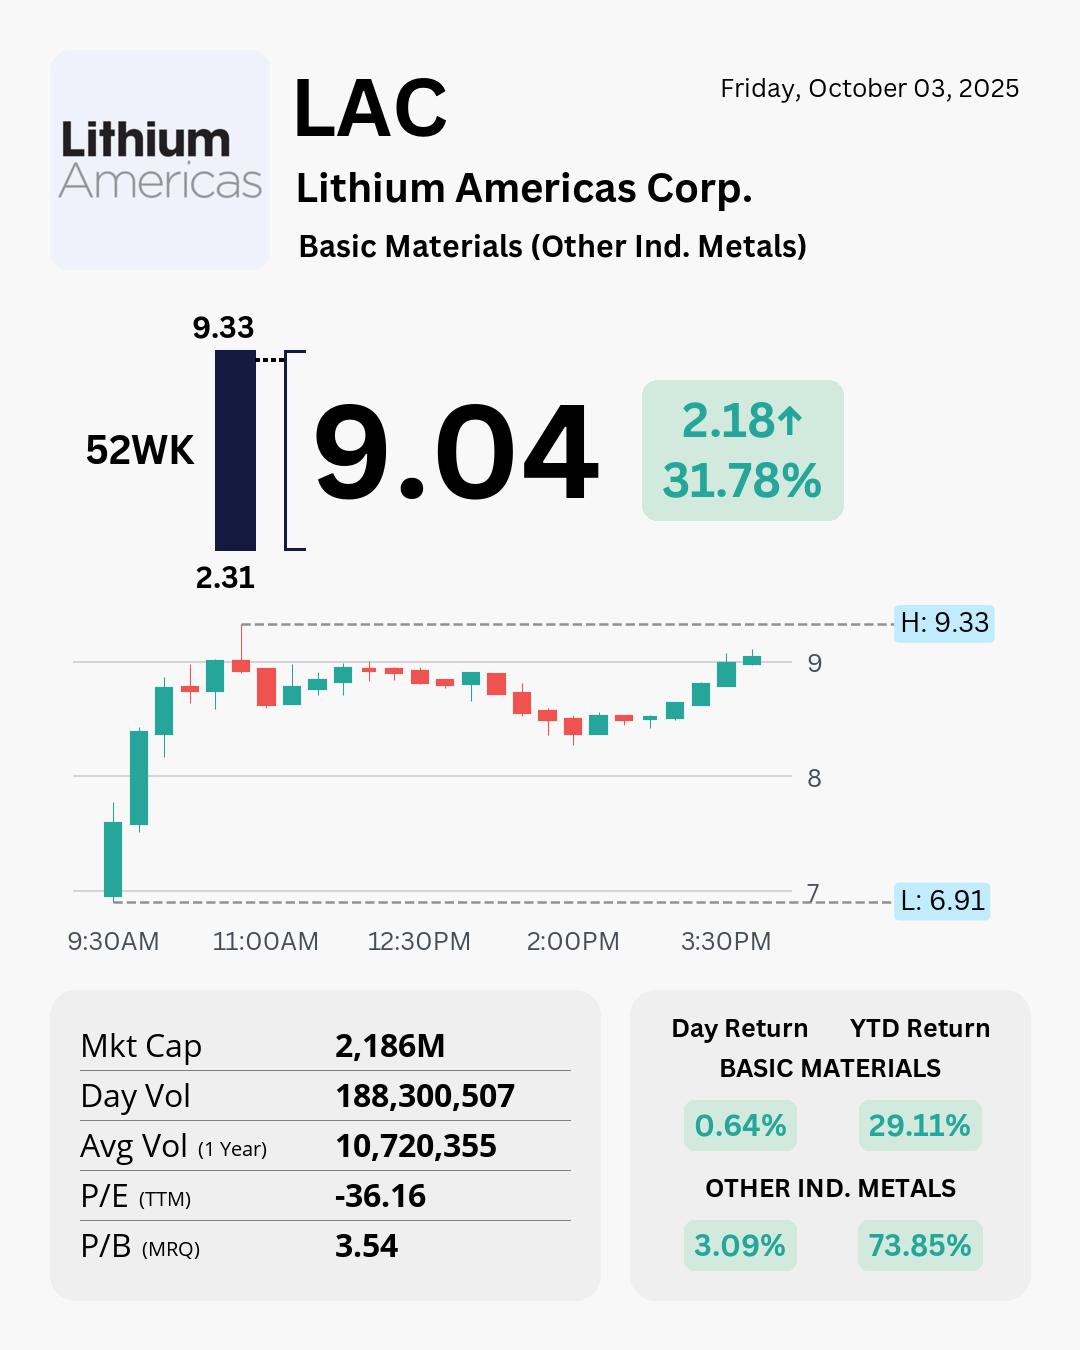 Lithium
Americas
LAC
Friday, October 03, 2025
Lithium Americas Corp.
Basic Materials (Other Ind. Metals)
9.33
52WK
9.04
2.18↑
31.78%
2.31
H: 9.33
9
8
7
L: 6.91
9:30AM 11:00AM 12:30PM 2:00PM 3:30PM
Mkt Cap 2,186M
Day Vol 188,300,507
Avg Vol (1 Year) 10,720,355
P/E (TTM) -36.16
P/B (MRQ) 3.54
Day Return YTD Return
BASIC MATERIALS
0.64% 29.11%
OTHER IND. METALS
3.09% 73.85%